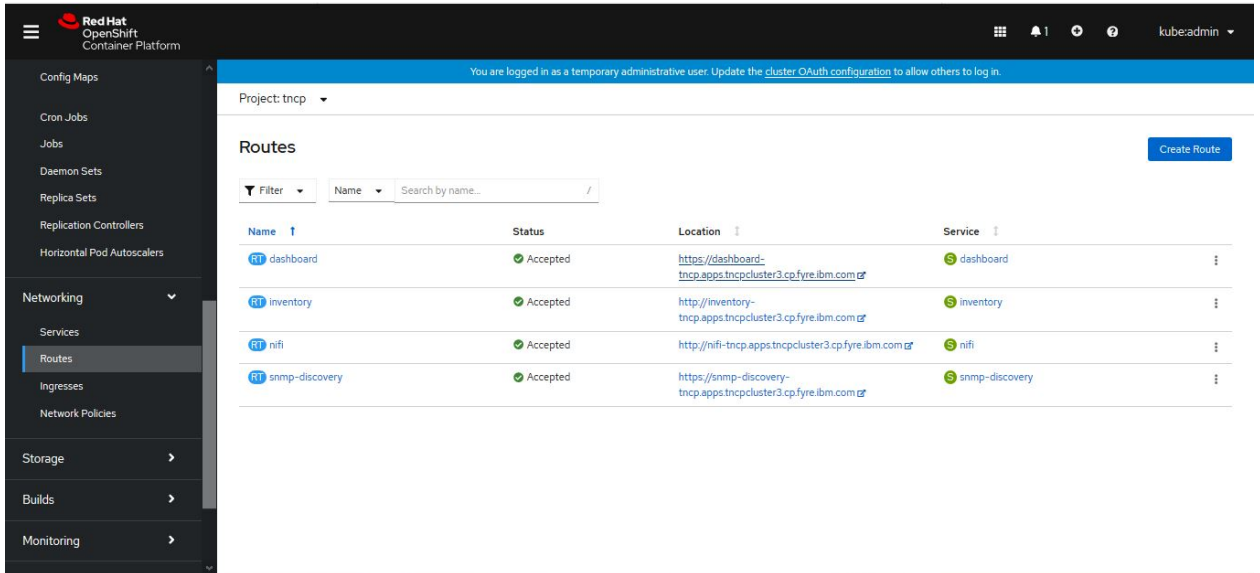 Red Hat
OpenShift
Container Platform
1
kube:admin
You are logged in as a temporary administrative user. Update the cluster OAuth configuration to allow others to log in.
Project: tncp
Config Maps
Cron Jobs
Jobs
Daemon Sets
Replica Sets
Replication Controllers
Horizontal Pod Autoscalers
Networking
Services
Routes
Ingresses
Network Policies
Storage
Builds
Monitoring
Routes
Create Route
Filter
Name
Search by name...
/
Name Status Location Service
RT dashboard Accepted https://dashboard-
tncp.apps.tncpcluster3.cp.fyre.ibm.com S dashboard
RT inventory Accepted http://inventory-
tncp.apps.tncpcluster3.cp.fyre.ibm.com S inventory
RT nifi Accepted http://nifi-tncp.apps.tncpcluster3.cp.fyre.ibm.com S nifi
RT snmp-discovery Accepted https://snmp-discovery-
tncp.apps.tncpcluster3.cp.fyre.ibm.com S snmp-discovery